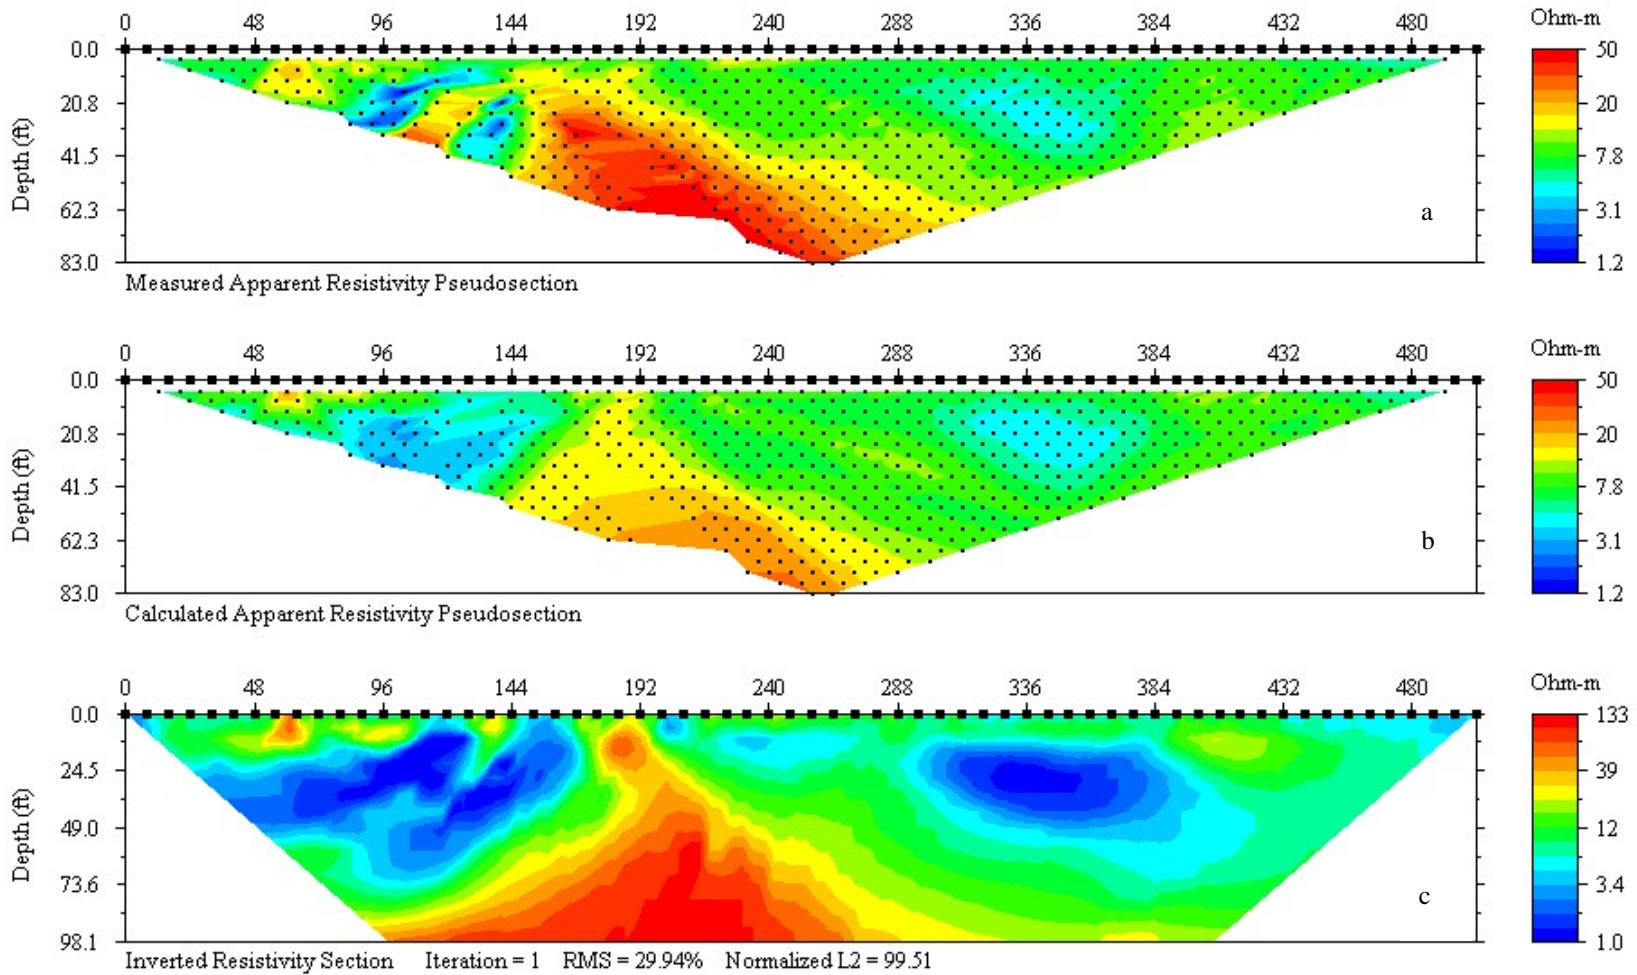 0 48 96 144 192 240 288 336 384 432 480 Ohm-m
0.0 50
20.8 20
41.5 7.8
62.3 a 3.1
83.0 1.2
Depth (ft)
Measured Apparent Resistivity Pseudosection
0 48 96 144 192 240 288 336 384 432 480 Ohm-m
0.0 50
20.8 20
41.5 7.8
62.3 b 3.1
83.0 1.2
Depth (ft)
Calculated Apparent Resistivity Pseudosection
0 48 96 144 192 240 288 336 384 432 480 Ohm-m
0.0 133
24.5 39
49.0 12
73.6 c 3.4
98.1 1.0
Depth (ft)
Inverted Resistivity Section Iteration = 1 RMS = 29.94% Normalized L2 = 99.51